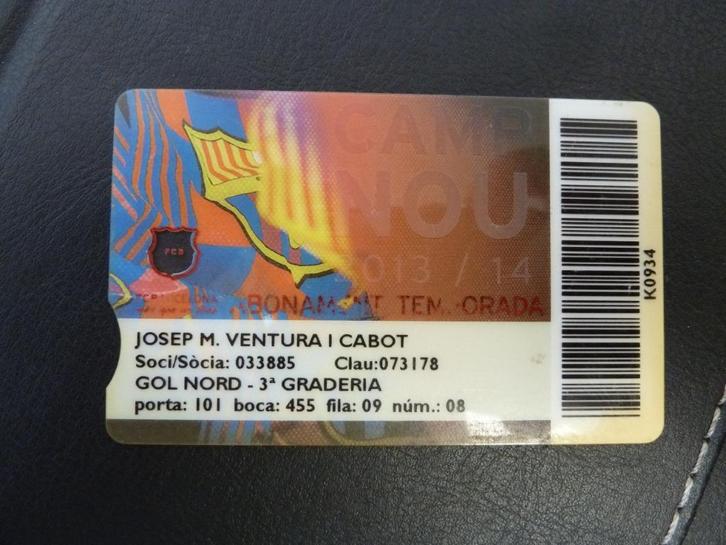 CAMP
NOU
2013 / 14
FCB
ABONAMENT TEMPORADA
JOSEP M. VENTURA I CABOT
Soci/Sòcia: 033885 Clau:073178
GOL NORD - 3ª GRADERIA
porta: 101 boca: 455 fila: 09 núm.: 08
K0934